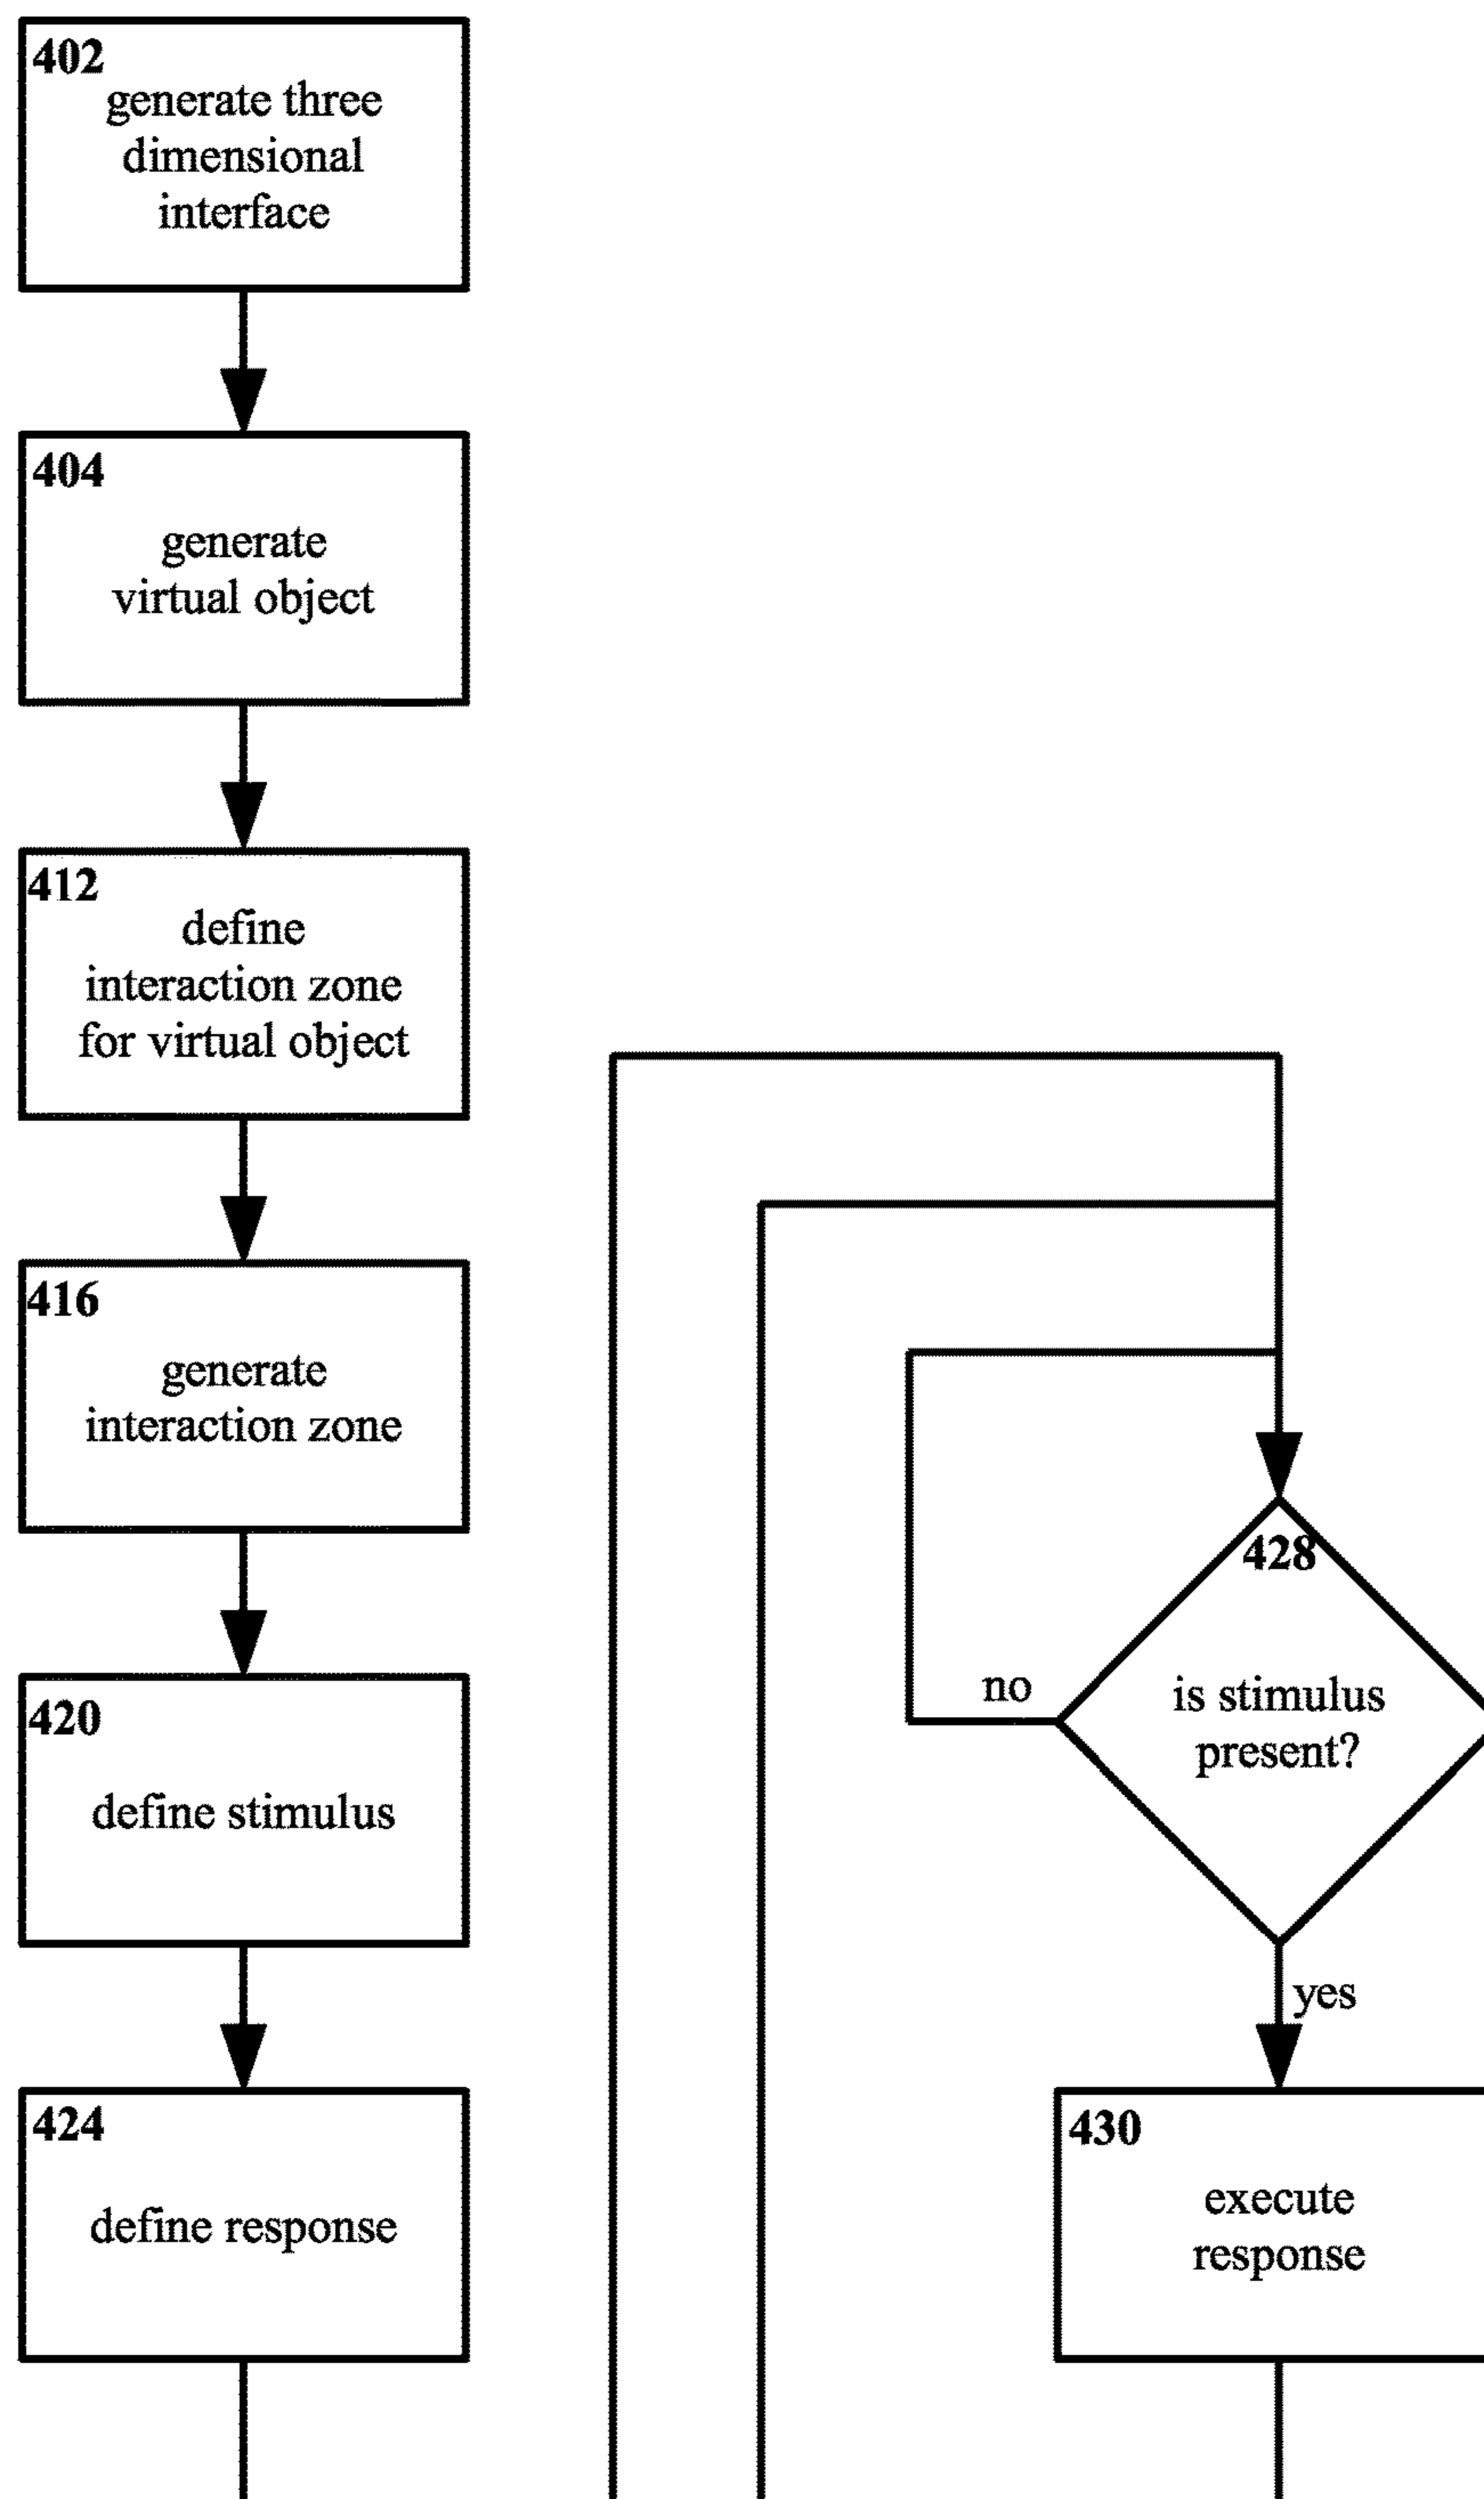 402
generate three
dimensional
interface
404
generate
virtual object
412
define
interaction zone
for virtual object
416
generate
interaction zone
420
define stimulus
424
define response
428
is stimulus
present?
no
yes
430
execute
response